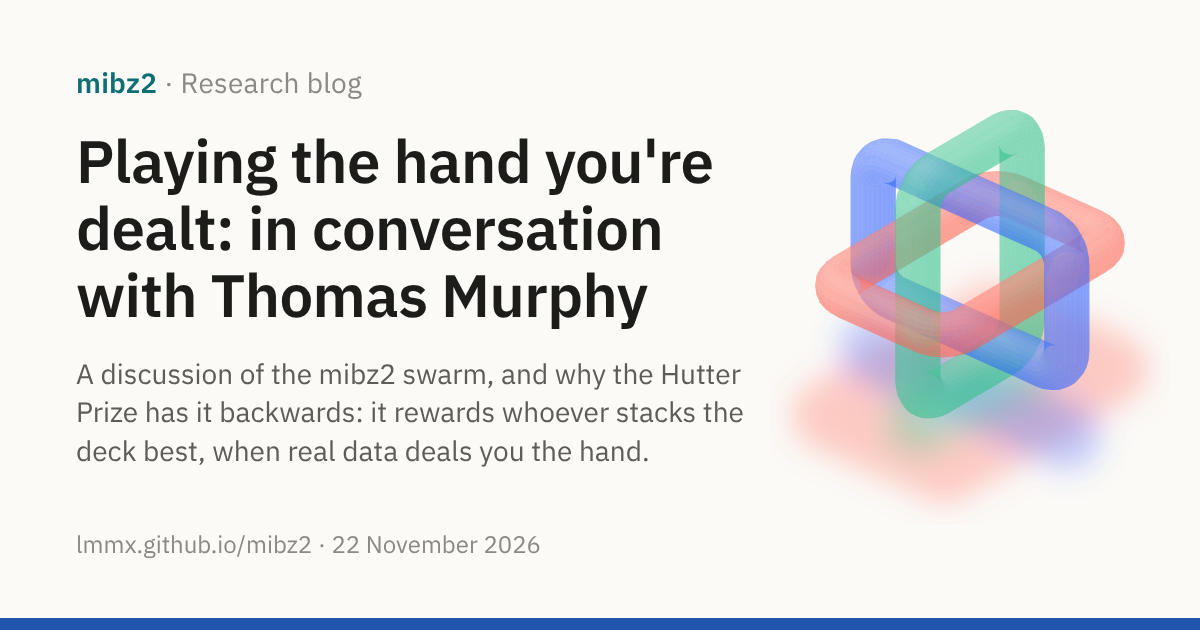 mibz2 · Research blog
Playing the hand you're
dealt: in conversation
with Thomas Murphy
A discussion of the mibz2 swarm, and why the Hutter
Prize has it backwards: it rewards whoever stacks the
deck best, when real data deals you the hand.
lmmx.github.io/mibz2 · 22 November 2026